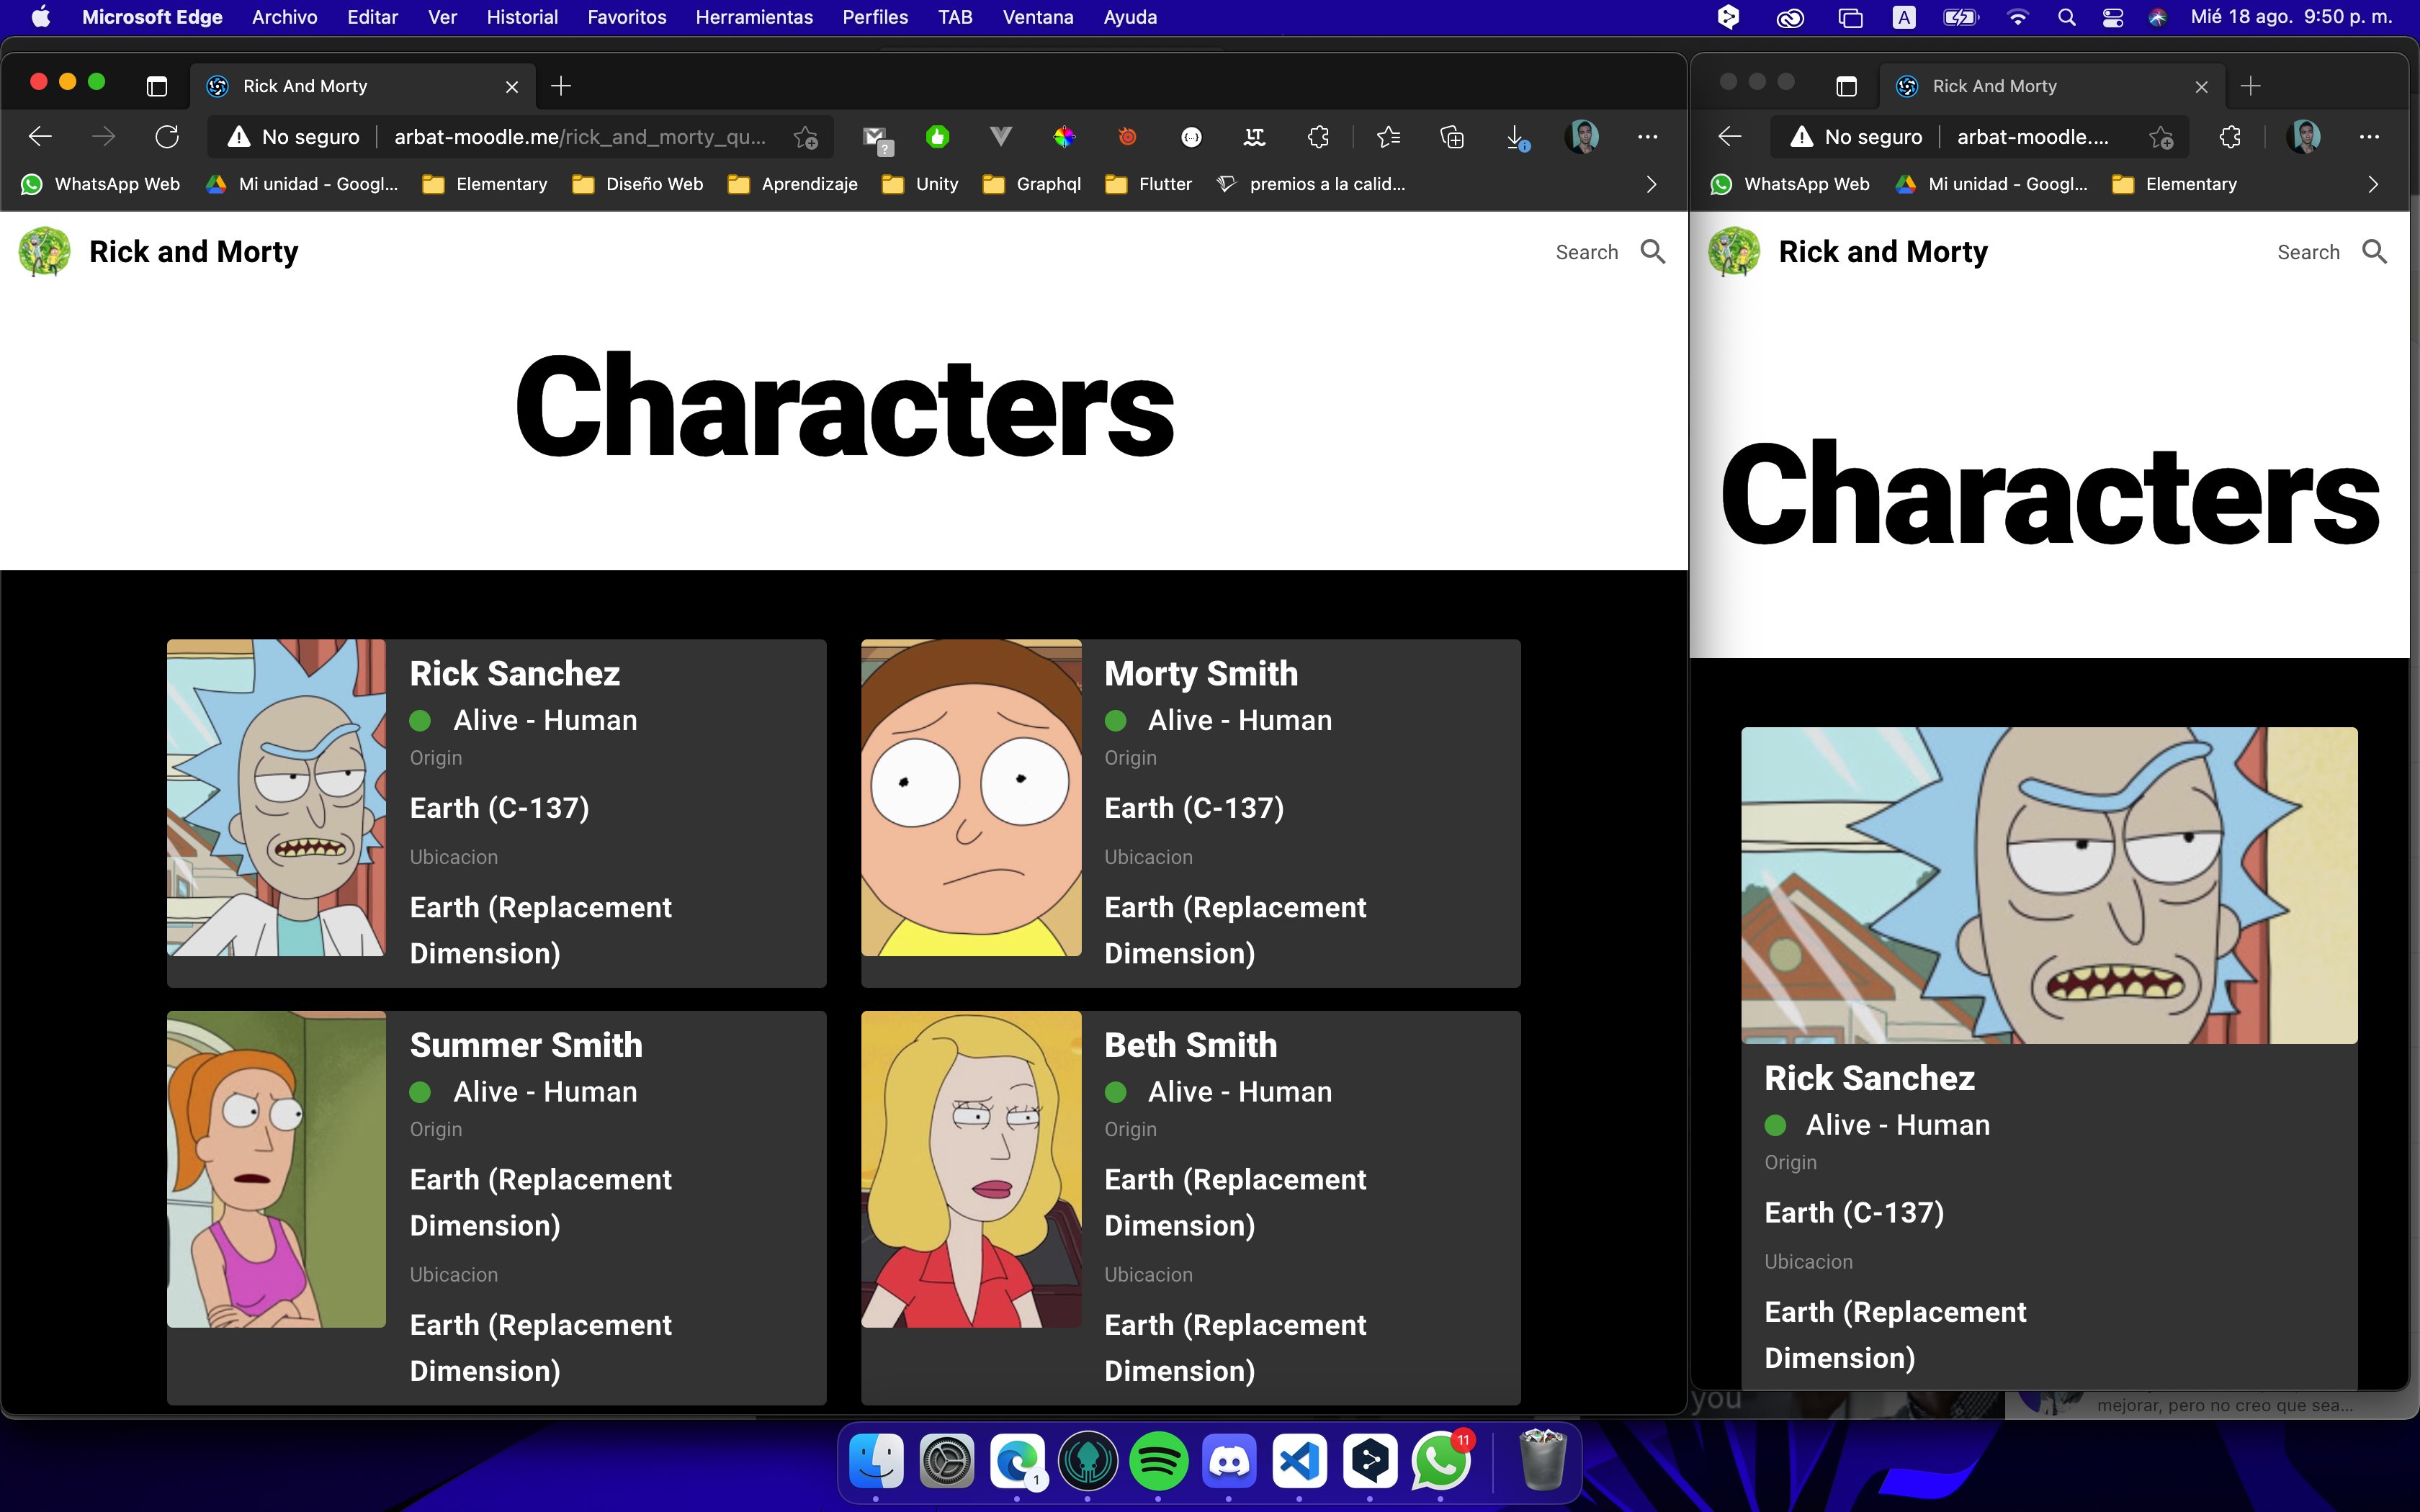 Microsoft Edge Archivo Editar Ver Historial Favoritos Herramientas Perfiles TAB Ventana Ayuda A Mié 18 ago. 9:50 p. m.
Rick And Morty
No seguro arbat-moodle.me/rick_and_morty_qu...
WhatsApp Web Mi unidad - Googl... Elementary Diseño Web Aprendizaje Unity Graphql Flutter premios a la calid...
Rick and Morty Search
Characters
Rick Sanchez
Alive - Human
Origin
Earth (C-137)
Ubicacion
Earth (Replacement
Dimension)
Morty Smith
Alive - Human
Origin
Earth (C-137)
Ubicacion
Earth (Replacement
Dimension)
Summer Smith
Alive - Human
Origin
Earth (Replacement
Dimension)
Ubicacion
Earth (Replacement
Dimension)
Beth Smith
Alive - Human
Origin
Earth (Replacement
Dimension)
Ubicacion
Earth (Replacement
Dimension)
Rick And Morty
No seguro arbat-moodle....
WhatsApp Web Mi unidad - Googl... Elementary
Rick and Morty Search
Characters
Rick Sanchez
Alive - Human
Origin
Earth (C-137)
Ubicacion
Earth (Replacement
Dimension)
you
mejorar, pero no creo que sea...
1
11